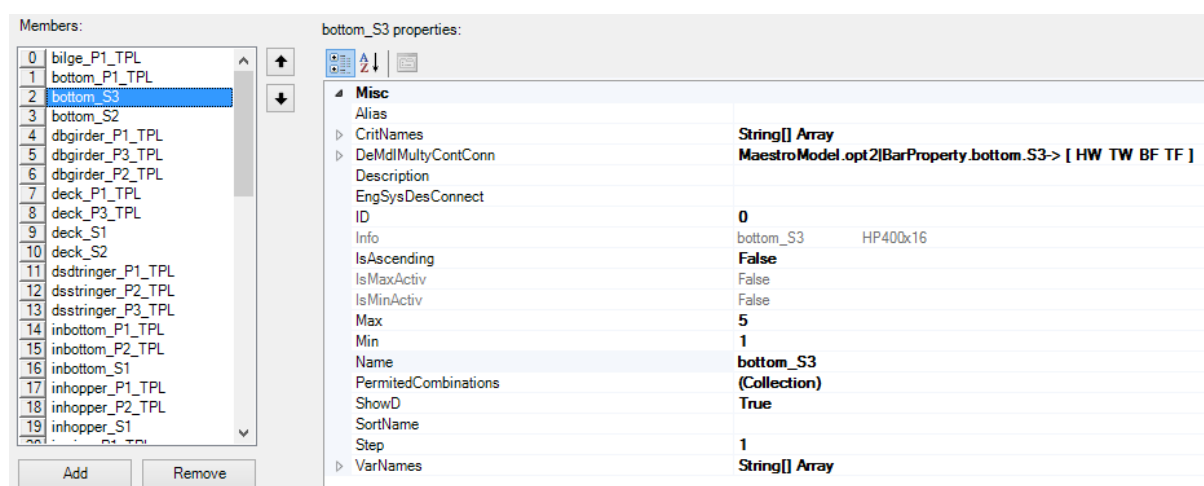 Members:
0 bilge_P1_TPL
1 bottom_P1_TPL
2 bottom_S3
3 bottom_S2
4 dbgirder_P1_TPL
5 dbgirder_P3_TPL
6 dbgirder_P2_TPL
7 deck_P1_TPL
8 deck_P3_TPL
9 deck_S1
10 deck_S2
11 dsdtringer_P1_TPL
12 dsstringer_P2_TPL
13 dsstringer_P3_TPL
14 inbottom_P1_TPL
15 inbottom_P2_TPL
16 inbottom_S1
17 inhopper_P1_TPL
18 inhopper_P2_TPL
19 inhopper_S1
Add Remove
bottom_S3 properties:
Misc
Alias
CritNames String[] Array
DeMdlMultyContConn MaestroModel.opt2|BarProperty.bottom.S3-> [ HW TW BF TF ]
Description
EngSysDesConnect
ID 0
Info bottom_S3 HP400x16
IsAscending False
IsMaxActiv False
IsMinActiv False
Max 5
Min 1
Name bottom_S3
PermitedCombinations (Collection)
ShowD True
SortName
Step 1
VarNames String[] Array